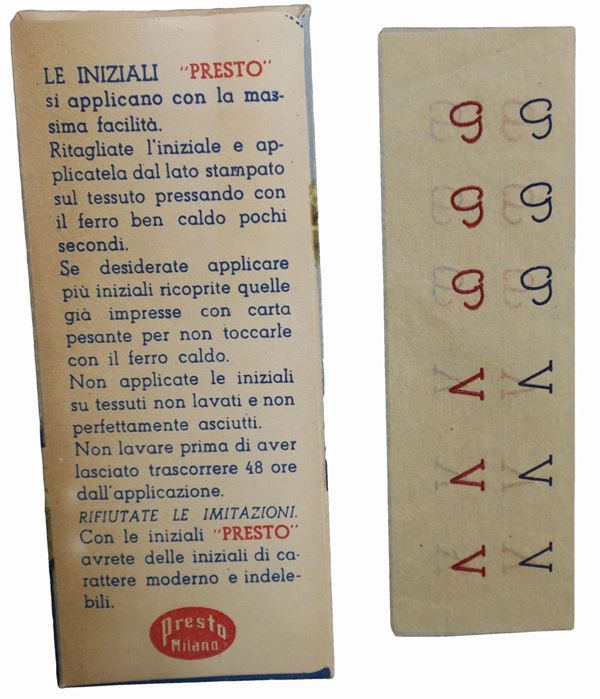 LE INIZIALI "PRESTO"
si applicano con la mas-
sima facilità.
Ritagliate l'iniziale e ap-
plicatela dal lato stampato
sul tessuto pressando con
il ferro ben caldo pochi
secondi.
Se desiderate applicare
più iniziali ricoprite quelle
già impresse con carta
pesante per non toccarle
con il ferro caldo.
Non applicate le iniziali
su tessuti non lavati e non
perfettamente asciutti.
Non lavare prima di aver
lasciato trascorrere 48 ore
dall'applicazione.
RIFIUTATE LE IMITAZIONI.
Con le iniziali "PRESTO"
avrete delle iniziali di ca-
rattere moderno e indele-
bili.
Presto
Milano
V V
V V
V V